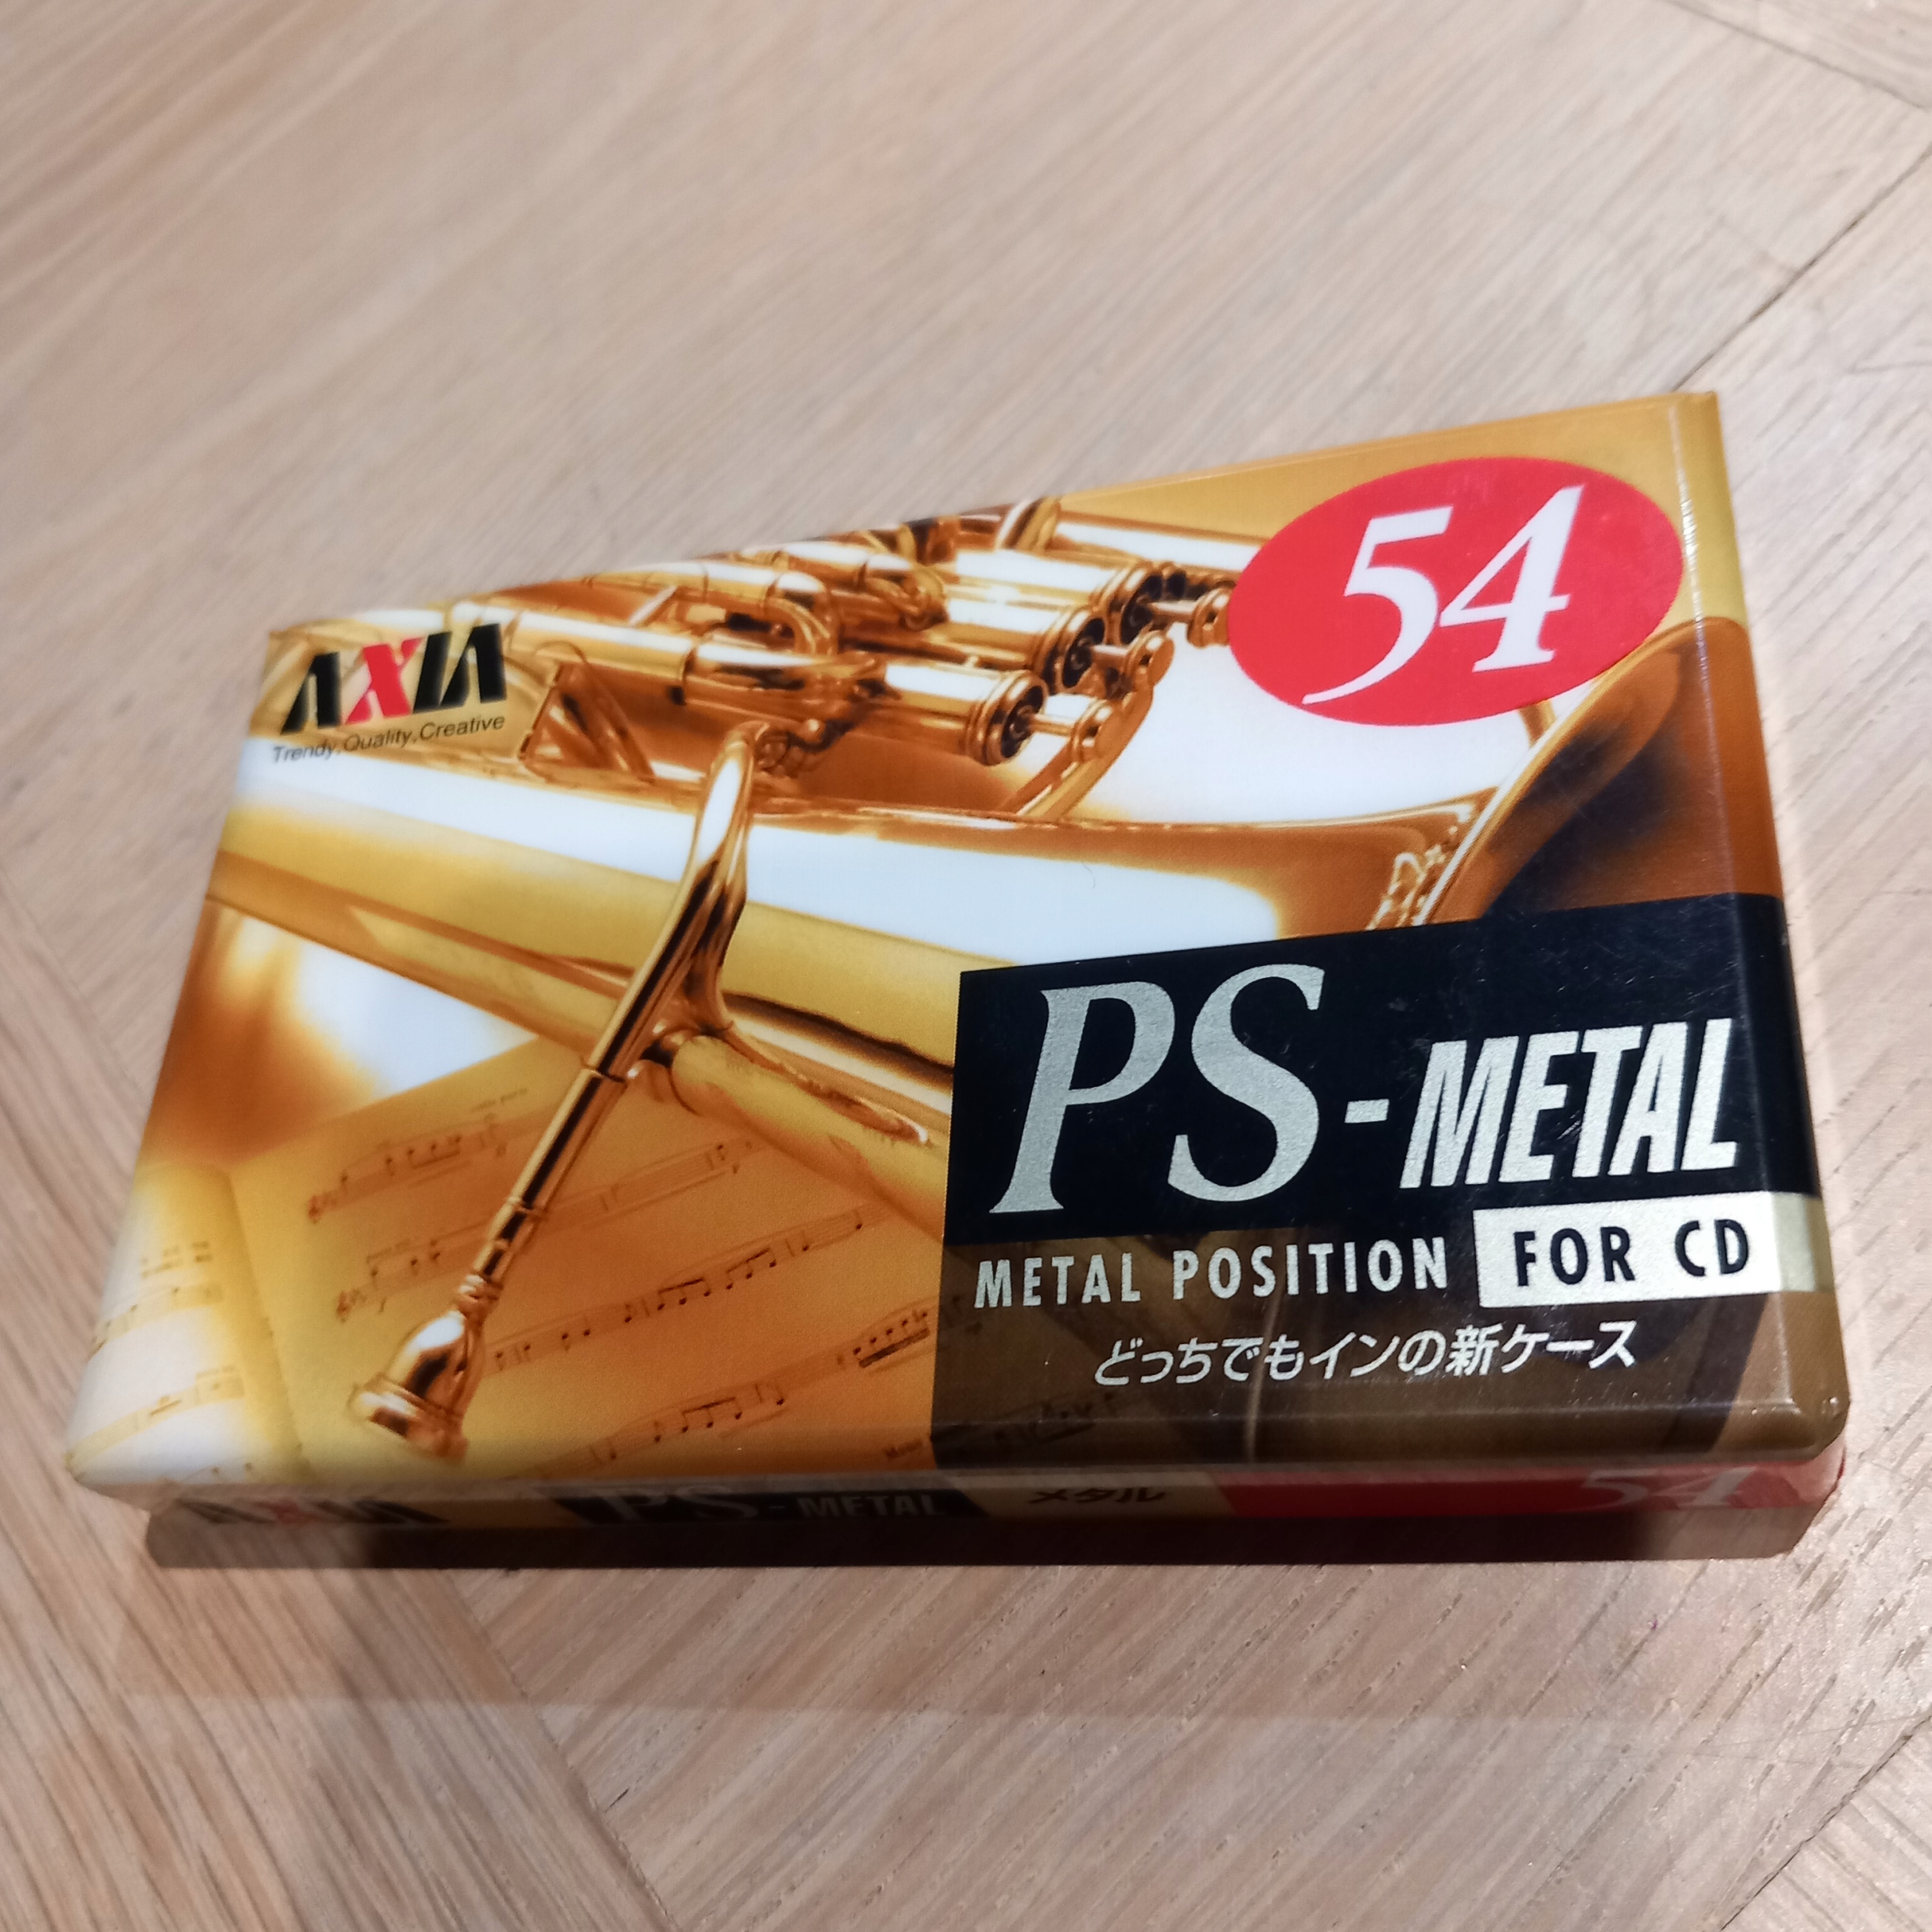 AXIA
Trendy,Quality,Creative
54
PS-METAL
METAL POSITION FOR CD
どっちでもインの新ケース
AXIA PS-METAL メタル 54